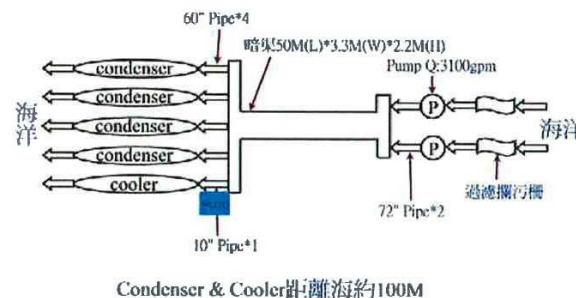 60" Pipe*4
暗渠50M(L)*3.3M(W)*2.2M(H)
Pump Q:3100gpm
condenser
condenser
condenser
condenser
cooler
海洋
P
P
海洋
72" Pipe*2
過濾攔污柵
10" Pipe*1
Condenser & Cooler距離海約100M